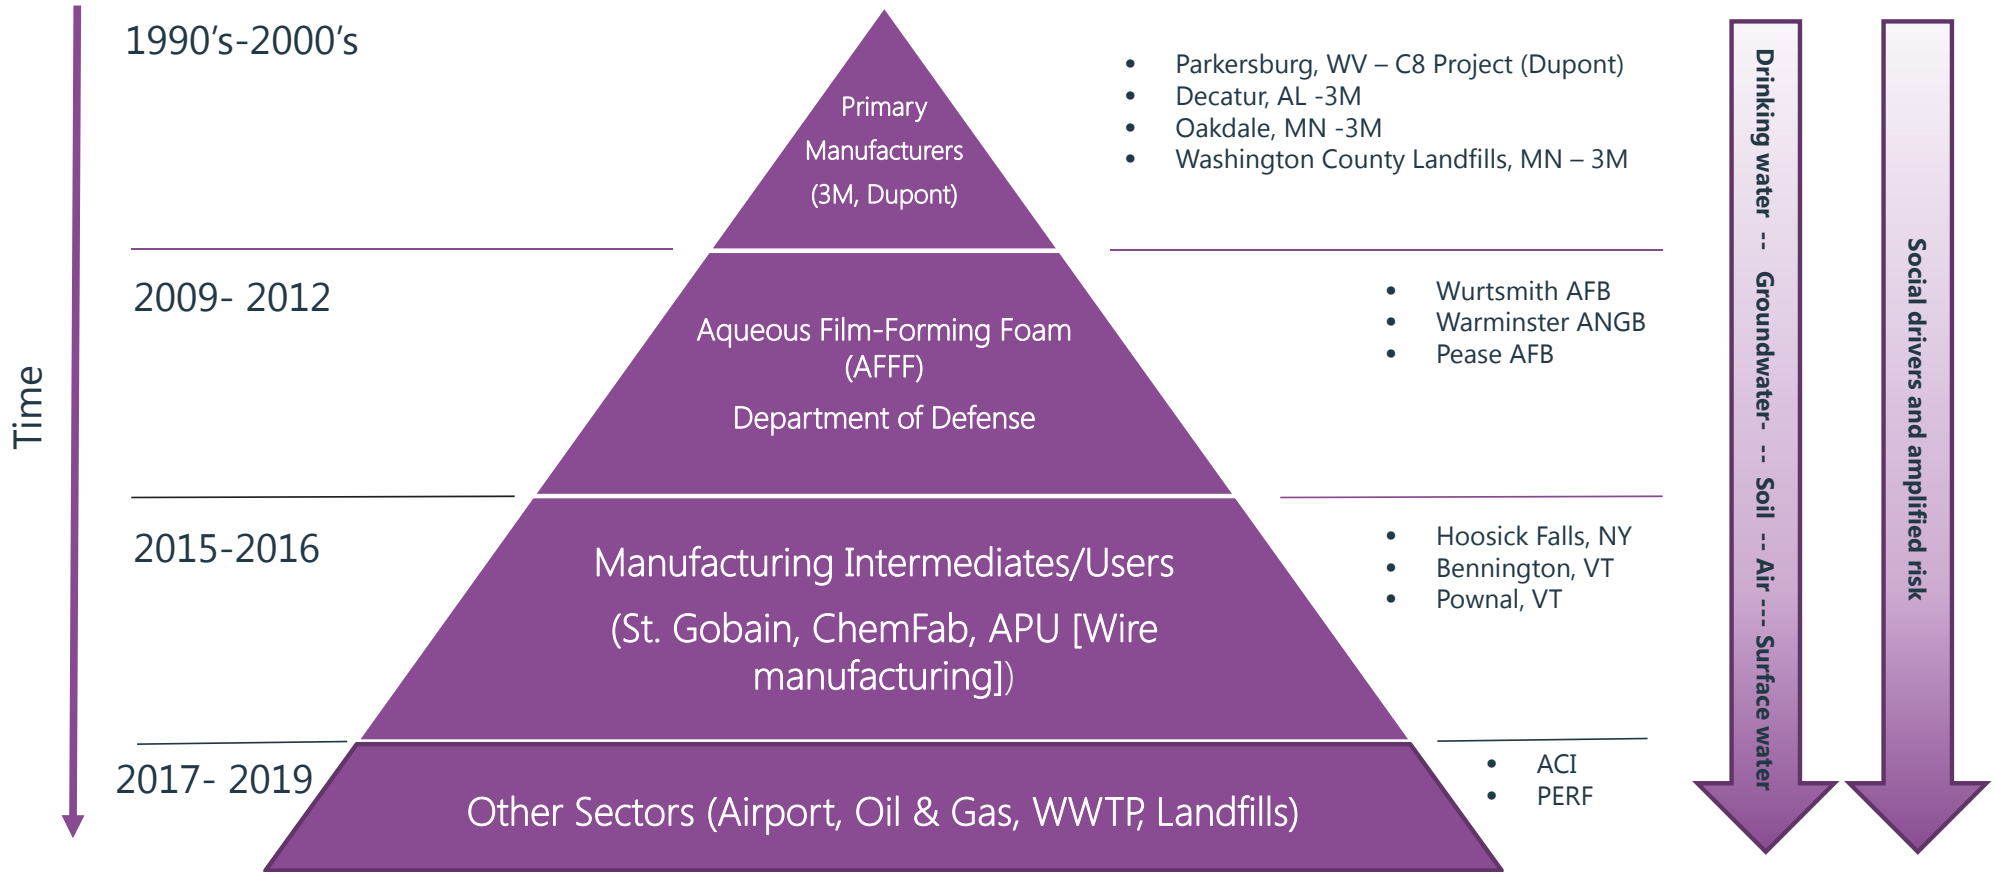 Time
1990’s-2000’s
Primary
Manufacturers
(3M, Dupont)
• Parkersburg, WV – C8 Project (Dupont)
• Decatur, AL -3M
• Oakdale, MN -3M
• Washington County Landfills, MN – 3M
2009- 2012
Aqueous Film-Forming Foam
(AFFF)
Department of Defense
• Wurtsmith AFB
• Warminster ANGB
• Pease AFB
2015-2016
Manufacturing Intermediates/Users
(St. Gobain, ChemFab, APU [Wire
manufacturing])
• Hoosick Falls, NY
• Bennington, VT
• Pownal, VT
2017- 2019
Other Sectors (Airport, Oil & Gas, WWTP, Landfills)
• ACI
• PERF
Drinking water -- Groundwater- -- Soil -- Air --- Surface water
Social drivers and amplified risk